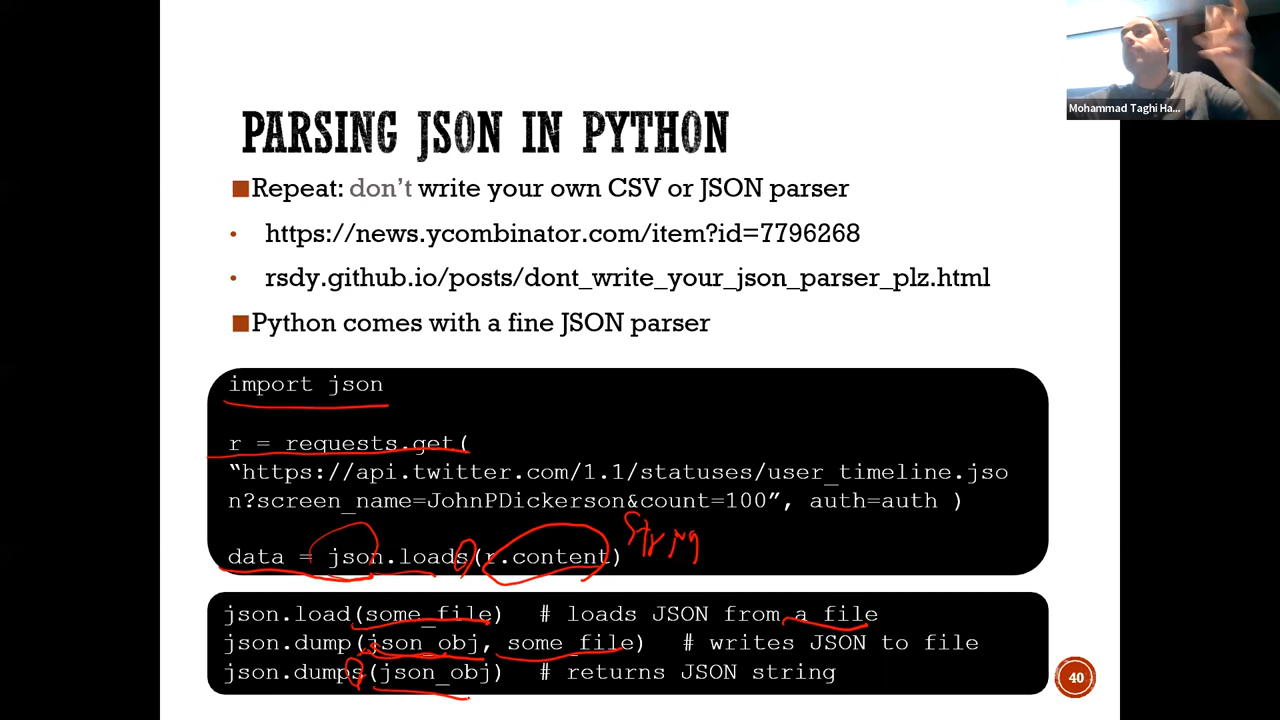 Mohammad Taghi Ha...
PARSING JSON IN PYTHON
Repeat: don't write your own CSV or JSON parser
https://news.ycombinator.com/item?id=7796268
rsdy.github.io/posts/dont_write_your_json_parser_plz.html
Python comes with a fine JSON parser
import json
r = requests.get(
“https://api.twitter.com/1.1/statuses/user_timeline.jso
n?screen_name=JohnPDickerson&count=100”, auth=auth )
String
data = json.loads(r.content)
json.load(some_file) # loads JSON from a file
json.dump(json_obj, some_file) # writes JSON to file
json.dumps(json_obj) # returns JSON string
40